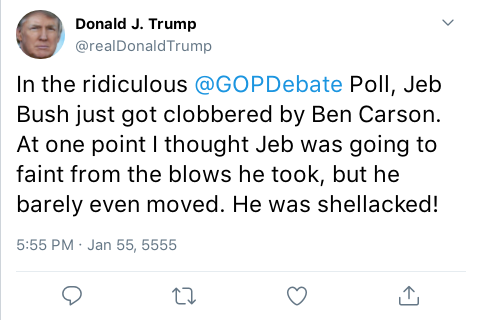 Donald J. Trump
@realDonaldTrump
In the ridiculous @GOPDebate Poll, Jeb
Bush just got clobbered by Ben Carson.
At one point I thought Jeb was going to
faint from the blows he took, but he
barely even moved. He was shellacked!
5:55 PM · Jan 55, 5555